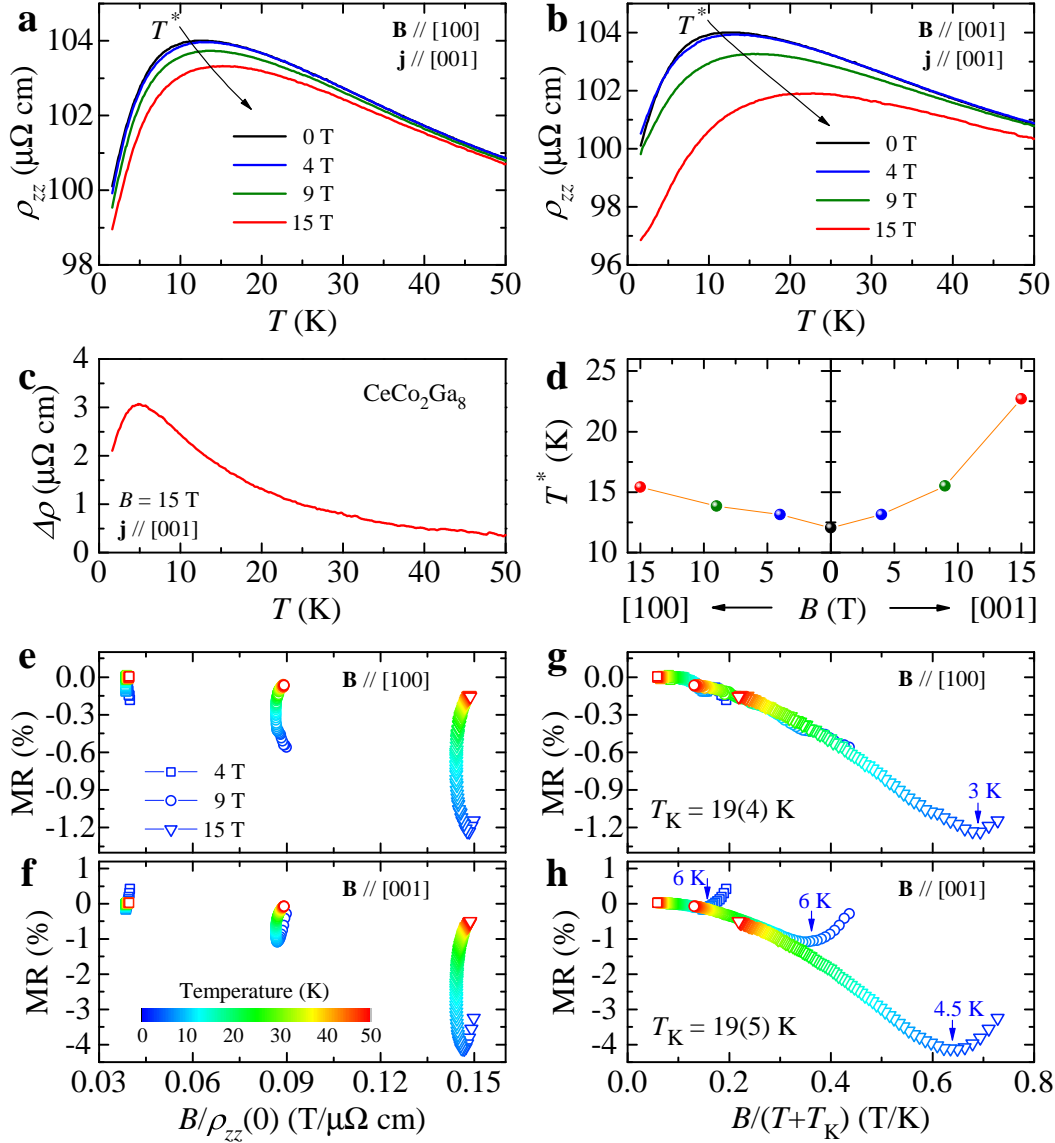 a
T*
B // [100]
j // [001]
0 T
4 T
9 T
15 T
104
102
100
98
ρzz (μΩ cm)
0 10 20 30 40 50
T (K)
b
T*
B // [001]
j // [001]
0 T
4 T
9 T
15 T
104
102
100
98
96
ρzz (μΩ cm)
0 10 20 30 40 50
T (K)
c
CeCo2Ga8
B = 15 T
j // [001]
4
3
2
1
0
Δρ (μΩ cm)
0 10 20 30 40 50
T (K)
d
25
20
15
10
T* (K)
15 10 5 0 5 10 15
[100] ← B (T) → [001]
e
B // [100]
0.0
-0.3
-0.6
-0.9
-1.2
MR (%)
4 T
9 T
15 T
g
B // [100]
0.0
-0.3
-0.6
-0.9
-1.2
MR (%)
3 K
TK = 19(4) K
f
B // [001]
1
0
-1
-2
-3
-4
MR (%)
Temperature (K)
0 10 20 30 40 50
0.03 0.06 0.09 0.12 0.15
B/ρzz(0) (T/μΩ cm)
h
B // [001]
6 K
6 K
4.5 K
1
0
-1
-2
-3
-4
MR (%)
TK = 19(5) K
0.0 0.2 0.4 0.6 0.8
B/(T+TK) (T/K)